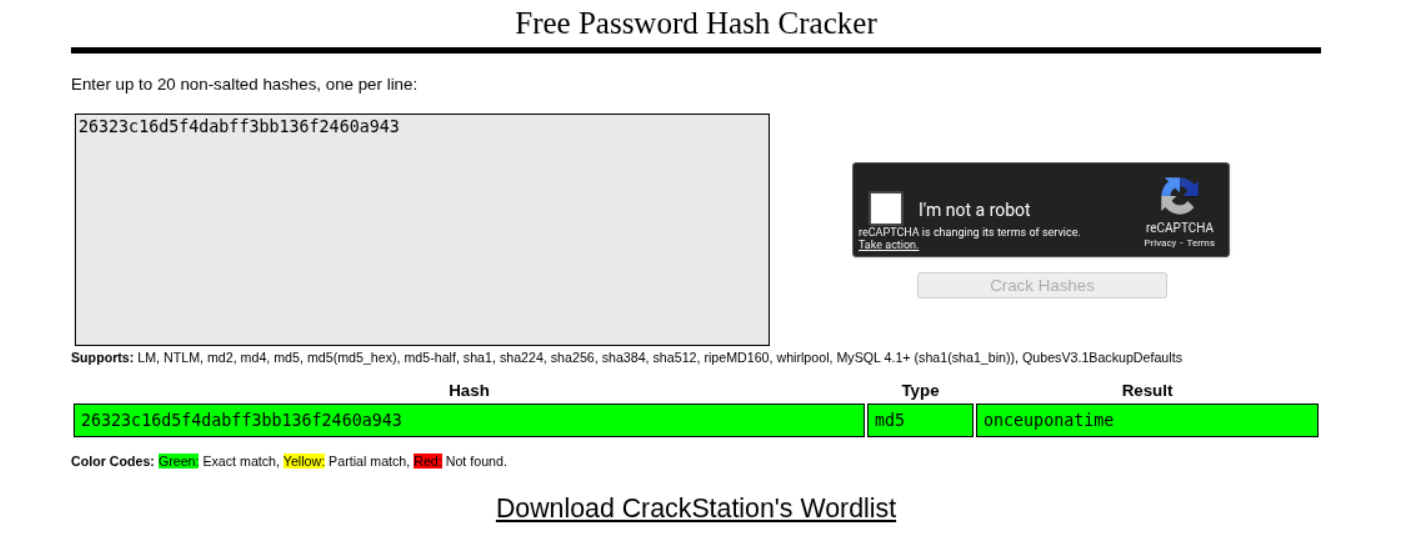 Free Password Hash Cracker
Enter up to 20 non-salted hashes, one per line:
26323c16d5f4dabff3bb136f2460a943
I'm not a robot
reCAPTCHA is changing its terms of service.
Take action.
reCAPTCHA
Privacy - Terms
Crack Hashes
Supports: LM, NTLM, md2, md4, md5, md5(md5_hex), md5-half, sha1, sha224, sha256, sha384, sha512, ripeMD160, whirlpool, MySQL 4.1+ (sha1(sha1_bin)), QubesV3.1BackupDefaults
Hash Type Result
26323c16d5f4dabff3bb136f2460a943 md5 onceuponatime
Color Codes: Green: Exact match, Yellow: Partial match, Red: Not found.
Download CrackStation's Wordlist